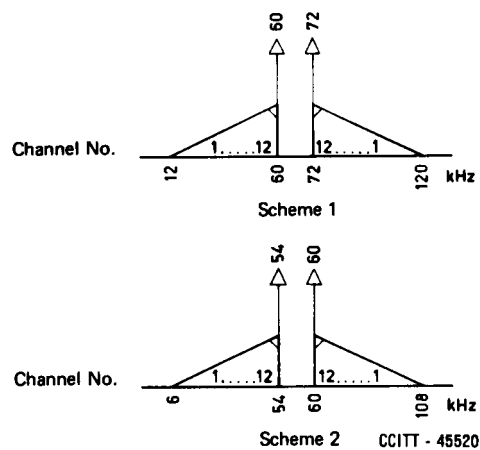 60 72
Channel No. 1.....12 12.....1
12 60 72 120 kHz
Scheme 1
54 60
Channel No. 1.....12 12.....1
6 54 60 108 kHz
Scheme 2 CCITT - 45520